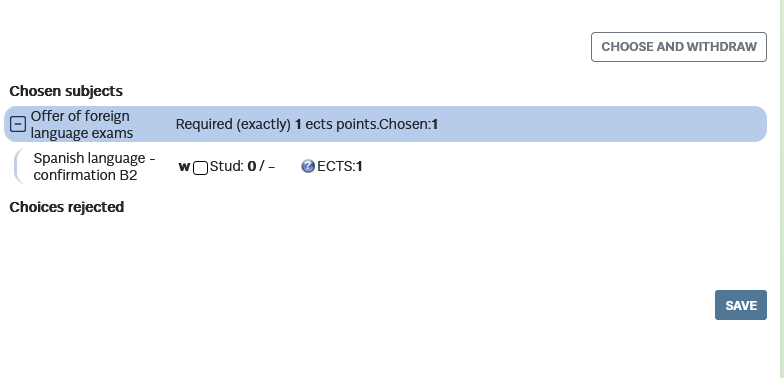 CHOOSE AND WITHDRAW
Chosen subjects
Offer of foreign
language exams
Required (exactly) 1 ects points.Chosen:1
Spanish language -
confirmation B2
w Stud: 0 / - ECTS:1
Choices rejected
SAVE